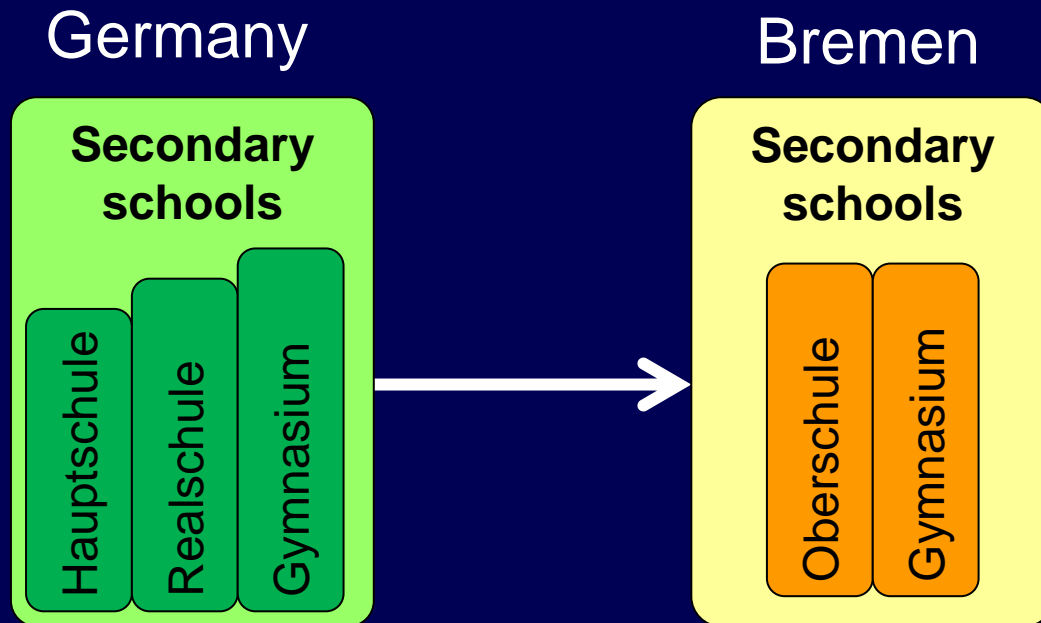 Germany
Secondary
schools
Hauptschule
Realschule
Gymnasium
Bremen
Secondary
schools
Oberschule
Gymnasium